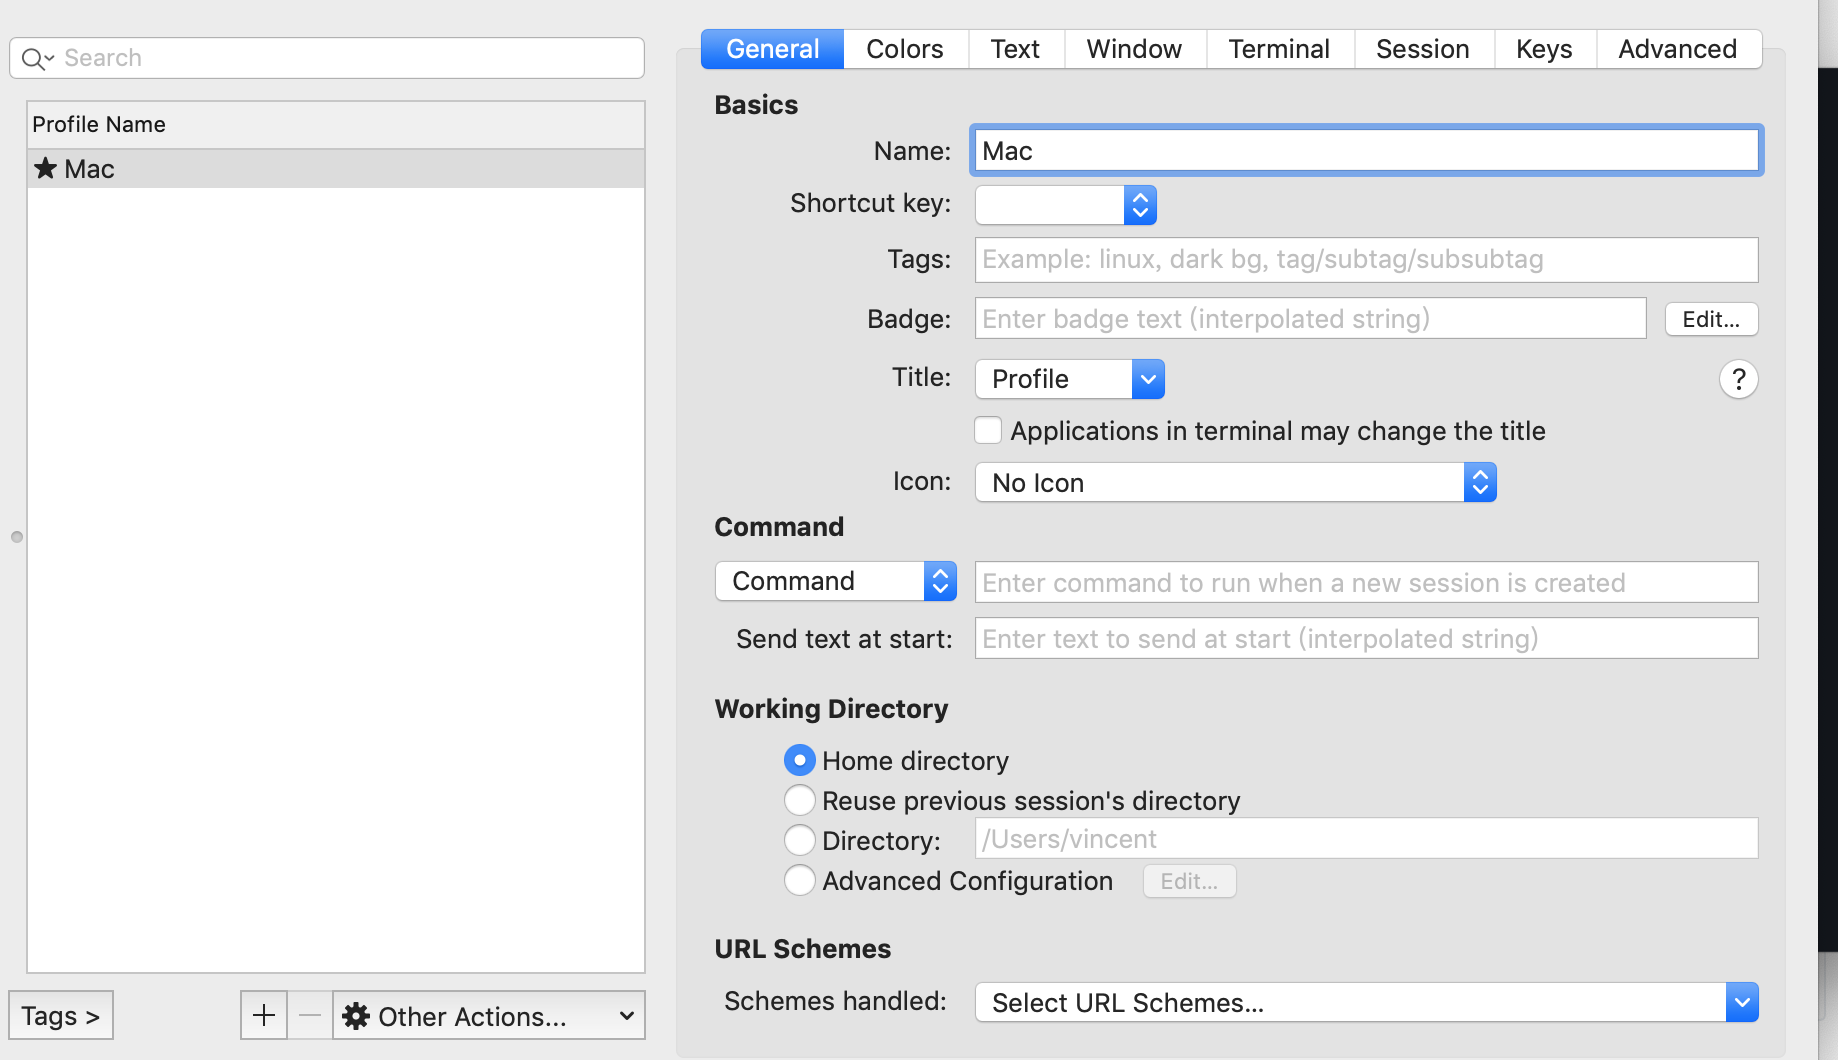 Search
Profile Name
★ Mac
Tags >
+ — Other Actions...
General Colors Text Window Terminal Session Keys Advanced
Basics
Name: Mac
Shortcut key:
Tags: Example: linux, dark bg, tag/subtag/subsubtag
Badge: Enter badge text (interpolated string) Edit...
Title: Profile ?
Applications in terminal may change the title
Icon: No Icon
Command
Command Enter command to run when a new session is created
Send text at start: Enter text to send at start (interpolated string)
Working Directory
Home directory
Reuse previous session's directory
Directory: /Users/vincent
Advanced Configuration Edit...
URL Schemes
Schemes handled: Select URL Schemes...